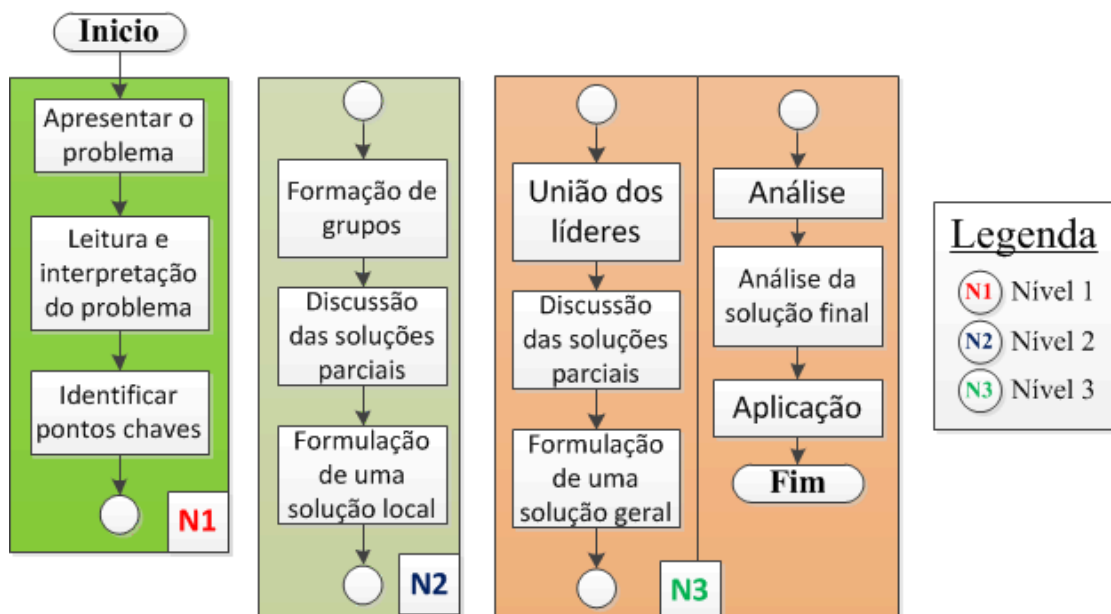 Inicio
Apresentar o
problema
Leitura e
interpretação
do problema
Identificar
pontos chaves
N1
Formação de
grupos
Discussão
das soluções
parciais
Formulação
de uma
solução local
N2
União dos
líderes
Discussão
das soluções
parciais
Formulação
de uma
solução geral
N3
Análise
Análise da
solução final
Aplicação
Fim
Legenda
N1 Nível 1
N2 Nível 2
N3 Nível 3